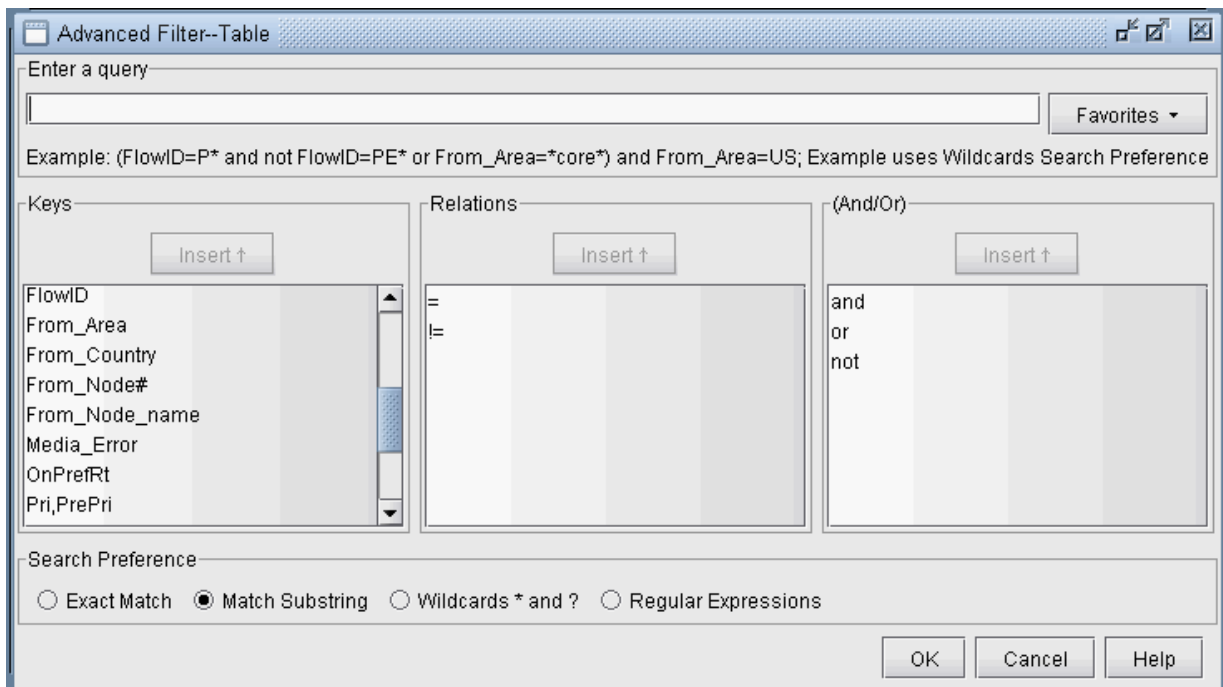 Advanced Filter--Table
Enter a query
Favorites
Example: (FlowID=P* and not FlowID=PE* or From_Area=*core*) and From_Area=US; Example uses Wildcards Search Preference
Keys
Insert ↑
FlowID
From_Area
From_Country
From_Node#
From_Node_name
Media_Error
OnPrefRt
Pri,PrePri
Relations
Insert ↑
=
!=
(And/Or)
Insert ↑
and
or
not
Search Preference
Exact Match Match Substring Wildcards * and ? Regular Expressions
OK Cancel Help